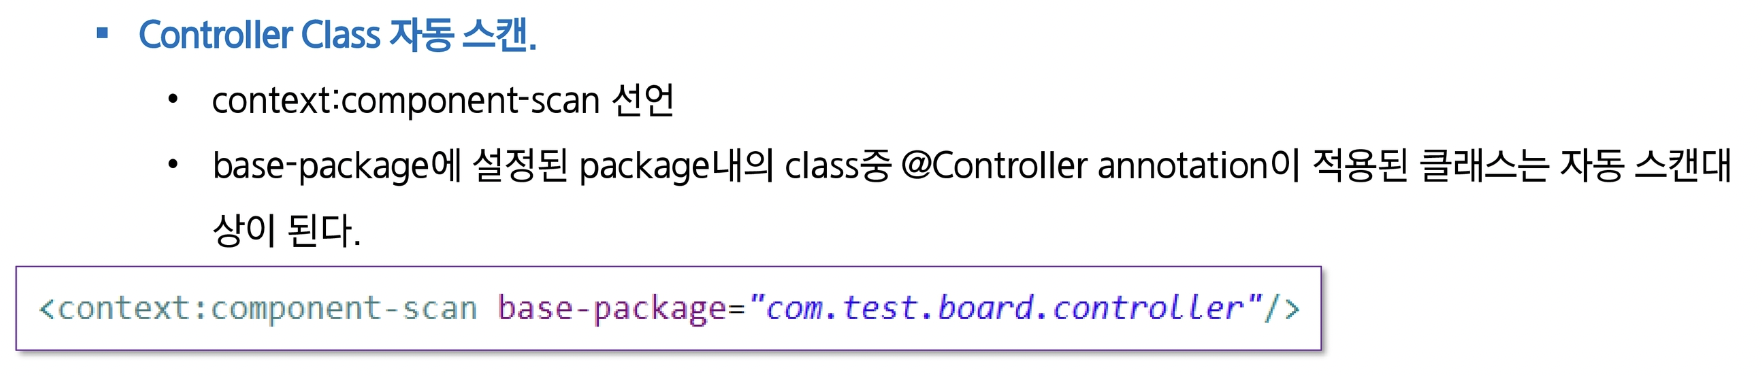 ▪ Controller Class 자동 스캔.
• context:component-scan 선언
• base-package에 설정된 package내의 class중 @Controller annotation이 적용된 클래스는 자동 스캔대
상이 된다.
<context:component-scan base-package="com.test.board.controller"/>